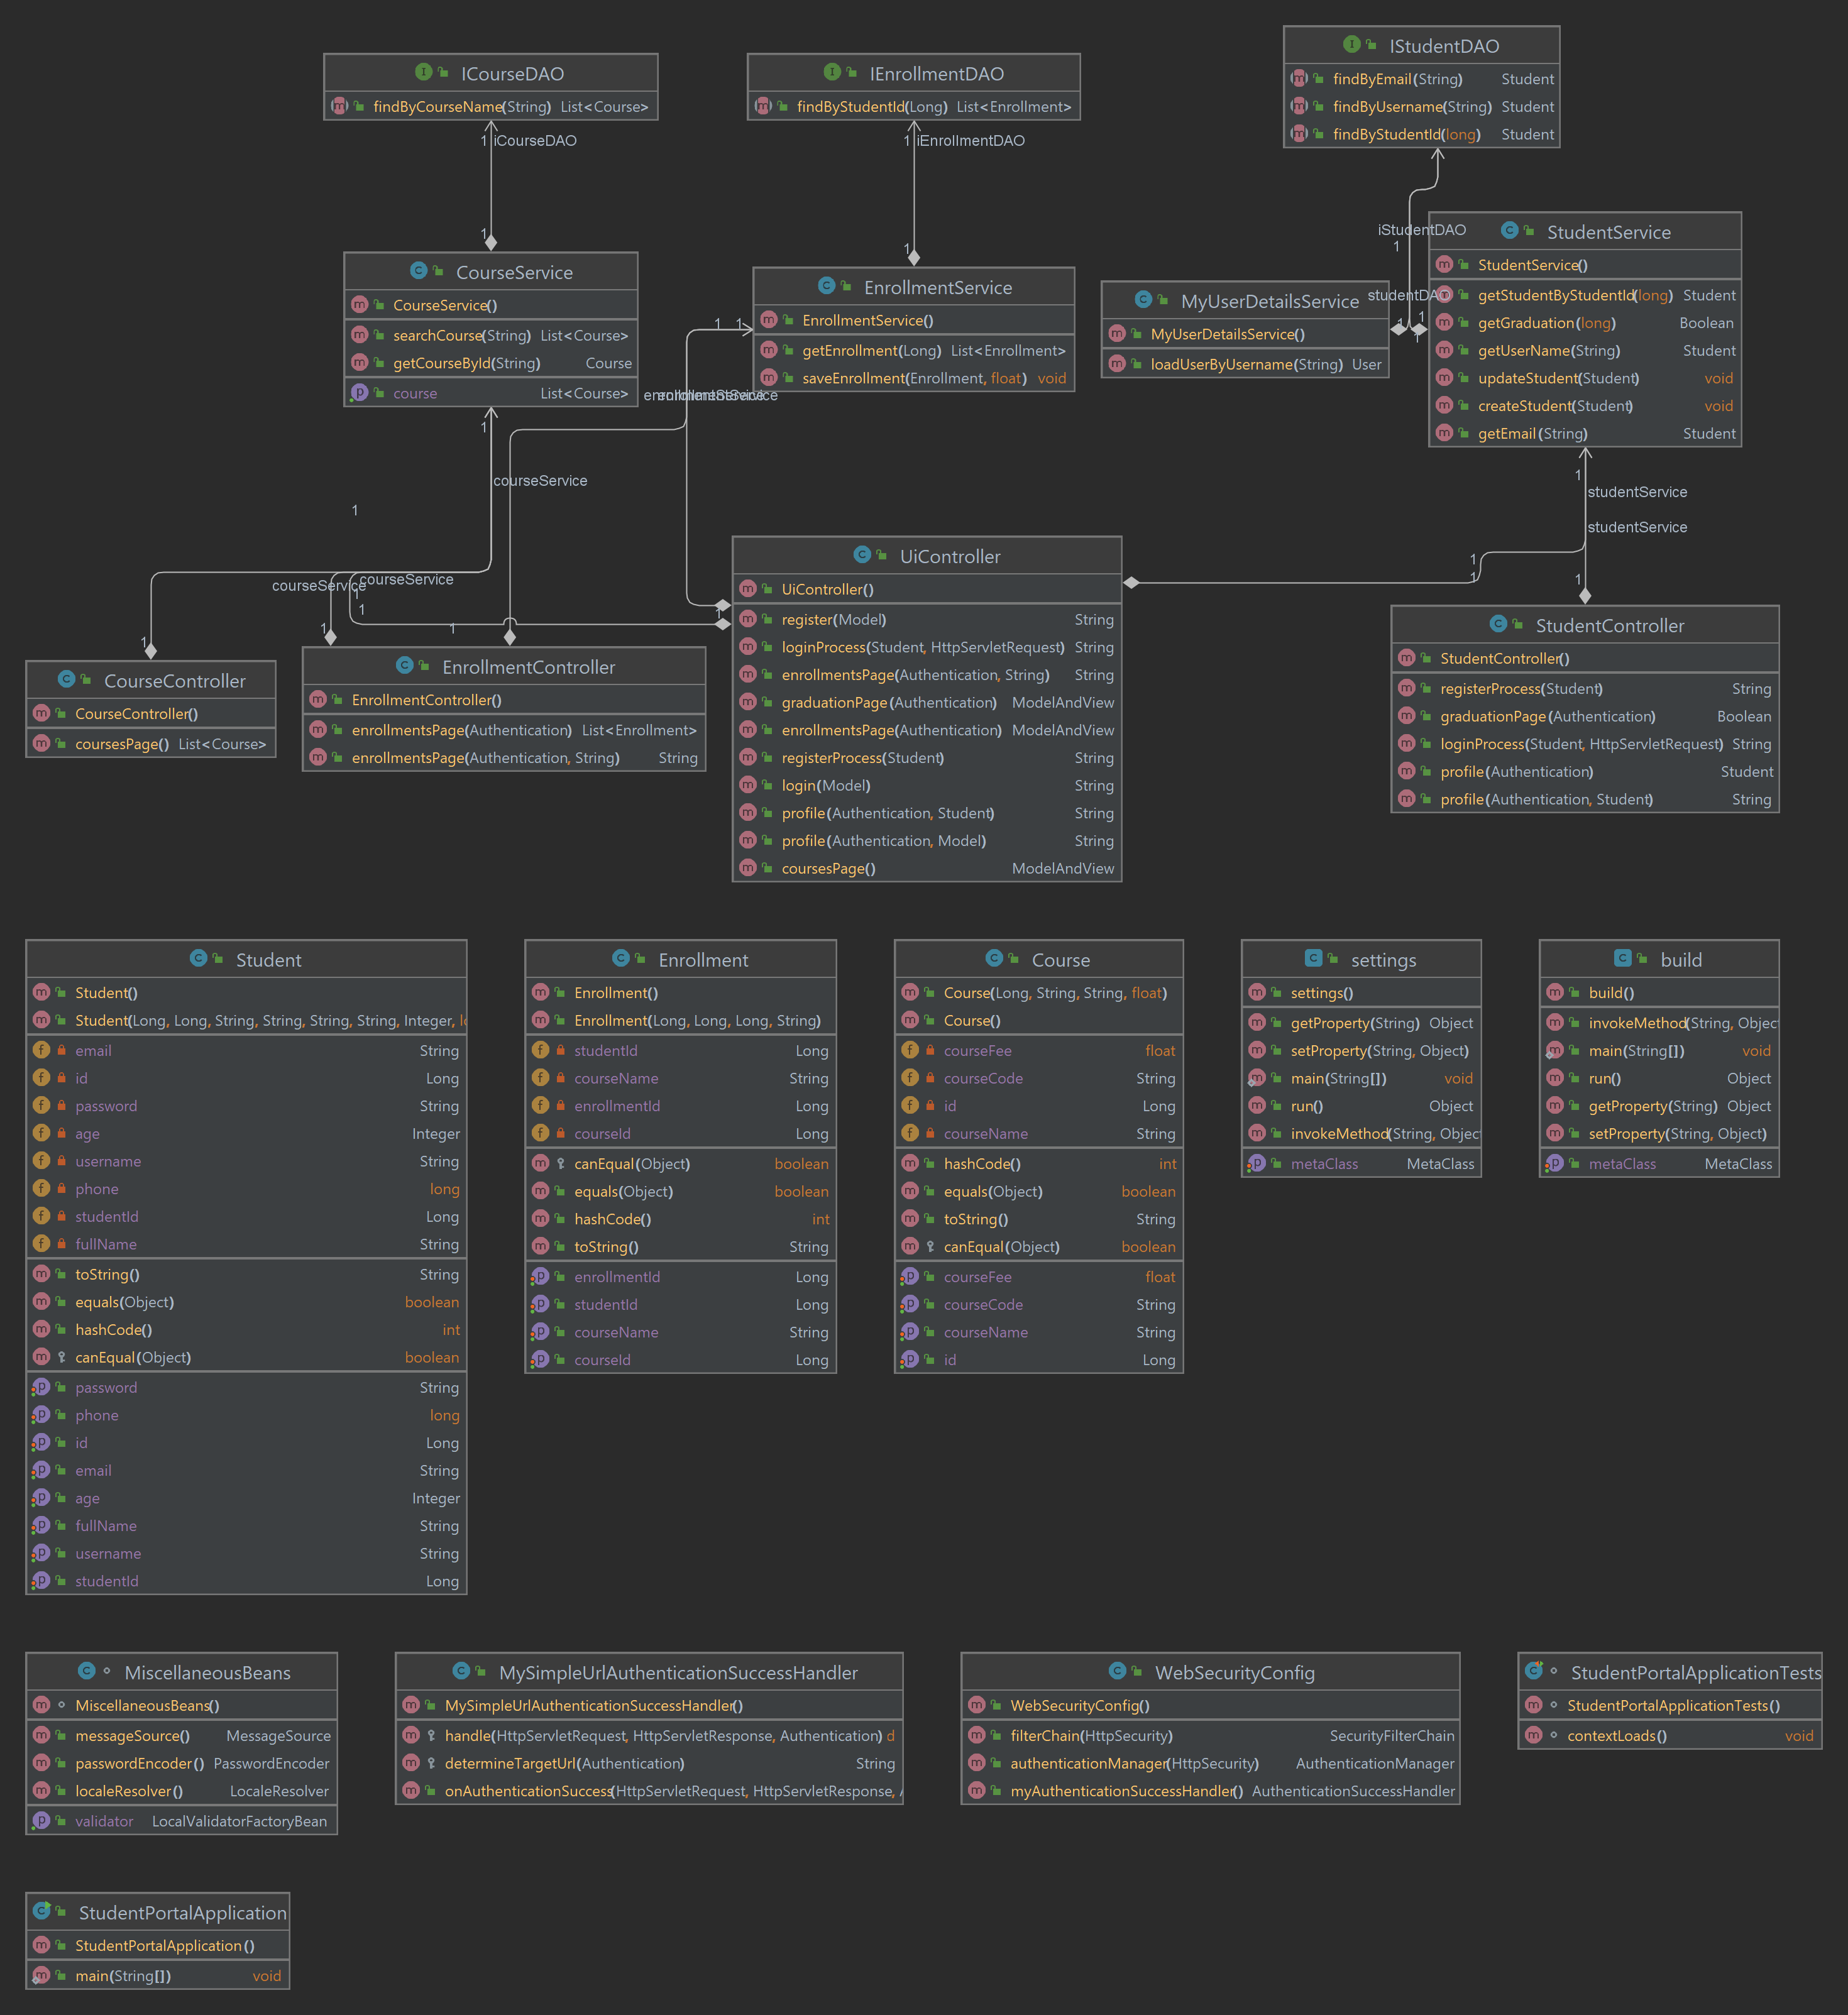 ICourseDAO
findByCourseName(String) List<Course>
IEnrollmentDAO
findByStudentId(Long) List<Enrollment>
IStudentDAO
findByEmail(String) Student
findByUsername(String) Student
findByStudentId(long) Student
1 iCourseDAO
1 iEnrollmentDAO
iStudentDAO
1
studentDAO
1
1
1
1
1
CourseService
CourseService()
searchCourse(String) List<Course>
getCourseById(String) Course
course List<Course>
EnrollmentService
EnrollmentService()
getEnrollment(Long) List<Enrollment>
saveEnrollment(Enrollment, float) void
MyUserDetailsService
MyUserDetailsService()
loadUserByUsername(String) User
StudentService
StudentService()
getStudentByStudentId(long) Student
getGraduation(long) Boolean
getUserName(String) Student
updateStudent(Student) void
createStudent(Student) void
getEmail(String) Student
1 1
enrollmentService
1
courseService
1
1
studentService
studentService
courseService
courseService
1
1
1
1
1
1
1
1
1
1
UiController
UiController()
register(Model) String
loginProcess(Student, HttpServletRequest) String
enrollmentsPage(Authentication, String) String
graduationPage(Authentication) ModelAndView
enrollmentsPage(Authentication) ModelAndView
registerProcess(Student) String
login(Model) String
profile(Authentication, Student) String
profile(Authentication, Model) String
coursesPage() ModelAndView
CourseController
CourseController()
coursesPage() List<Course>
EnrollmentController
EnrollmentController()
enrollmentsPage(Authentication) List<Enrollment>
enrollmentsPage(Authentication, String) String
StudentController
StudentController()
registerProcess(Student) String
graduationPage(Authentication) Boolean
loginProcess(Student, HttpServletRequest) String
profile(Authentication) Student
profile(Authentication, Student) String
Student
Student()
Student(Long, Long, String, String, String, String, Integer, l
email String
id Long
password String
age Integer
username String
phone long
studentId Long
fullName String
toString() String
equals(Object) boolean
hashCode() int
canEqual(Object) boolean
password String
phone long
id Long
email String
age Integer
fullName String
username String
studentId Long
Enrollment
Enrollment()
Enrollment(Long, Long, Long, String)
studentId Long
courseName String
enrollmentId Long
courseId Long
canEqual(Object) boolean
equals(Object) boolean
hashCode() int
toString() String
enrollmentId Long
studentId Long
courseName String
courseId Long
Course
Course(Long, String, String, float)
Course()
courseFee float
courseCode String
id Long
courseName String
hashCode() int
equals(Object) boolean
toString() String
canEqual(Object) boolean
courseFee float
courseCode String
courseName String
id Long
settings
settings()
getProperty(String) Object
setProperty(String, Object)
main(String[]) void
run() Object
invokeMethod(String, Objec
metaClass MetaClass
build
build()
invokeMethod(String, Objec
main(String[]) void
run() Object
getProperty(String) Object
setProperty(String, Object)
metaClass MetaClass
MiscellaneousBeans
MiscellaneousBeans()
messageSource() MessageSource
passwordEncoder() PasswordEncoder
localeResolver() LocaleResolver
validator LocalValidatorFactoryBean
MySimpleUrlAuthenticationSuccessHandler
MySimpleUrlAuthenticationSuccessHandler()
handle(HttpServletRequest, HttpServletResponse, Authentication) d
determineTargetUrl(Authentication) String
onAuthenticationSuccess(HttpServletRequest, HttpServletResponse, A
WebSecurityConfig
WebSecurityConfig()
filterChain(HttpSecurity) SecurityFilterChain
authenticationManager(HttpSecurity) AuthenticationManager
myAuthenticationSuccessHandler() AuthenticationSuccessHandler
StudentPortalApplicationTests
StudentPortalApplicationTests()
contextLoads() void
StudentPortalApplication
StudentPortalApplication()
main(String[]) void